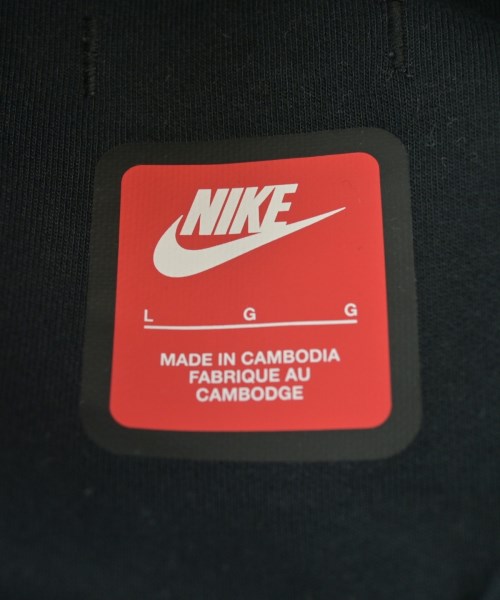 NIKE
L G G
MADE IN CAMBODIA
FABRIQUE AU
CAMBODGE